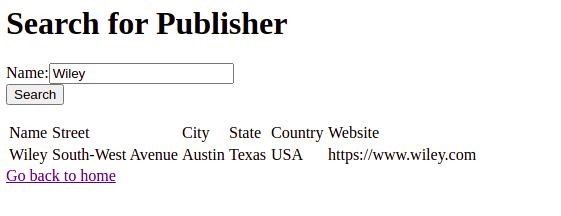 Search for Publisher
Name: Wiley
Search
Name Street City State Country Website
Wiley South-West Avenue Austin Texas USA https://www.wiley.com
Go back to home